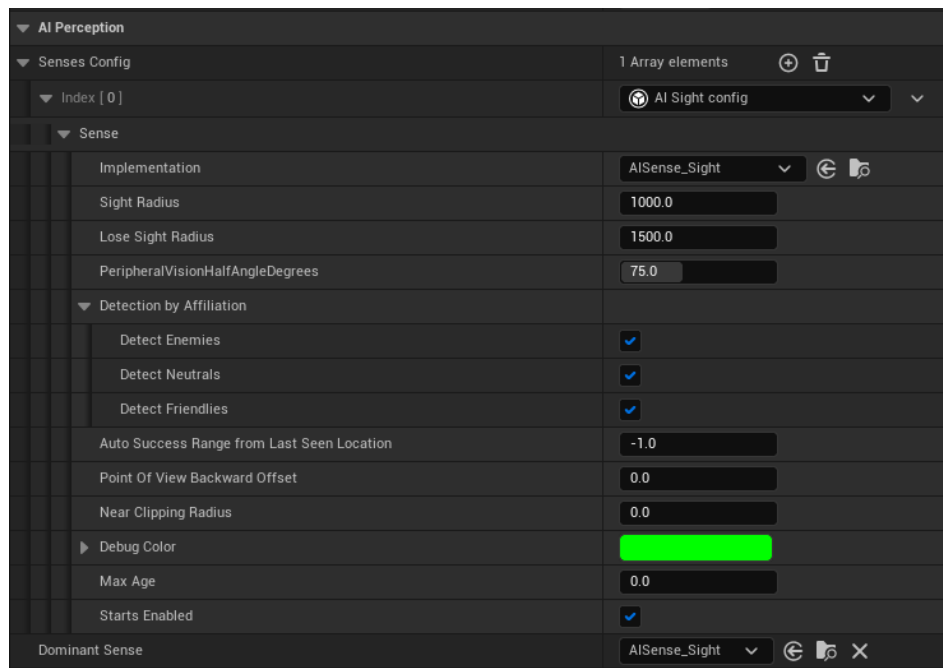 AI Perception
Senses Config 1 Array elements
Index [ 0 ] AI Sight config
Sense
Implementation AISense_Sight
Sight Radius 1000.0
Lose Sight Radius 1500.0
PeripheralVisionHalfAngleDegrees 75.0
Detection by Affiliation
Detect Enemies
Detect Neutrals
Detect Friendlies
Auto Success Range from Last Seen Location -1.0
Point Of View Backward Offset 0.0
Near Clipping Radius 0.0
Debug Color
Max Age 0.0
Starts Enabled
Dominant Sense AISense_Sight